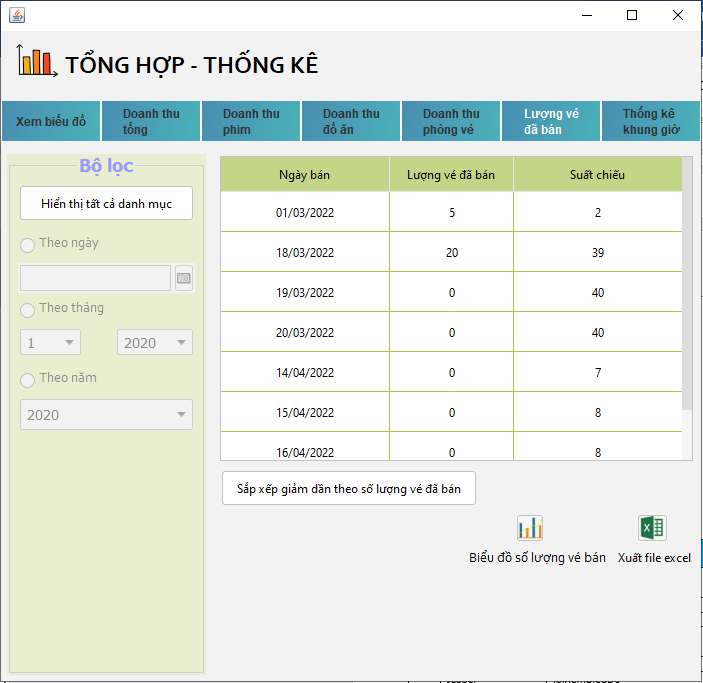 TỔNG HỢP - THỐNG KÊ
Xem biểu đồ
Doanh thu
tổng
Doanh thu
phim
Doanh thu
đồ ăn
Doanh thu
phòng vé
Lượng vé
đã bán
Thống kê
khung giờ
Bộ lọc
Hiển thị tất cả danh mục
Theo ngày
Theo tháng
1 2020
Theo năm
2020
Ngày bán Lượng vé đã bán Suất chiếu
01/03/2022 5 2
18/03/2022 20 39
19/03/2022 0 40
20/03/2022 0 40
14/04/2022 0 7
15/04/2022 0 8
16/04/2022 0 8
Sắp xếp giảm dần theo số lượng vé đã bán
Biểu đồ số lượng vé bán
Xuất file excel